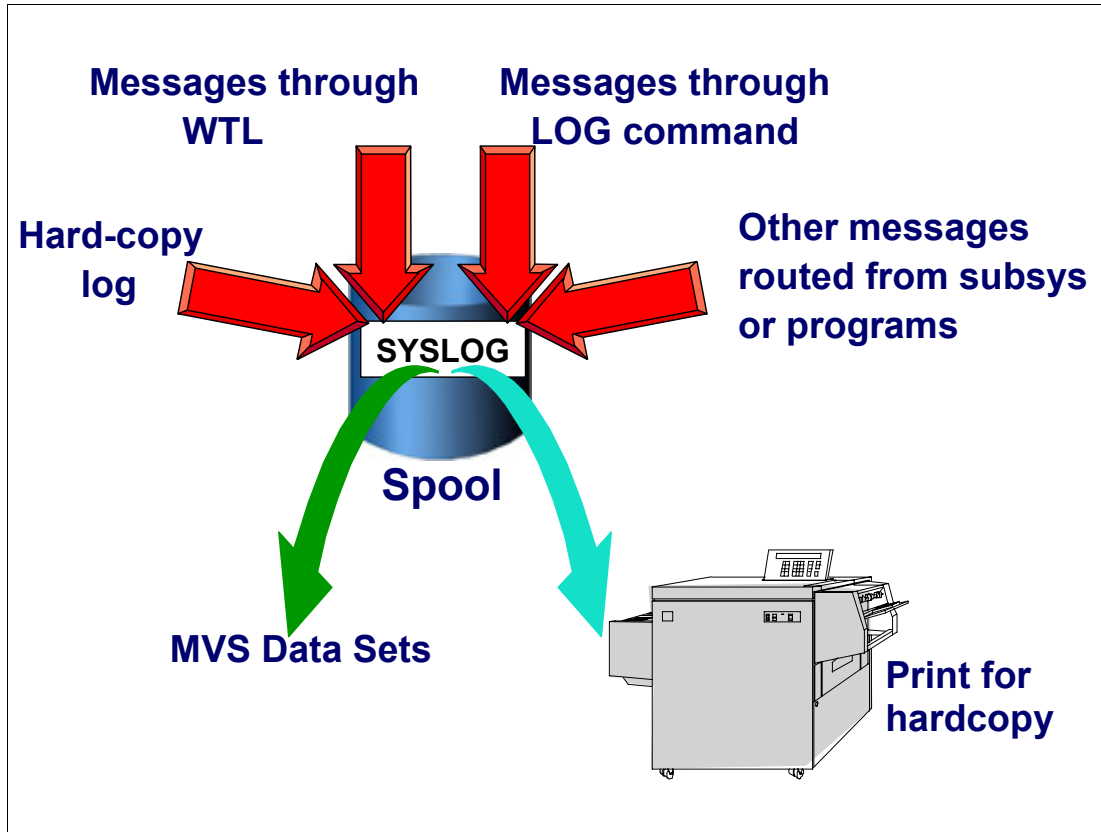 Messages through
WTL
Messages through
LOG command
Hard-copy
log
Other messages
routed from subsys
or programs
SYSLOG
Spool
MVS Data Sets
Print for
hardcopy